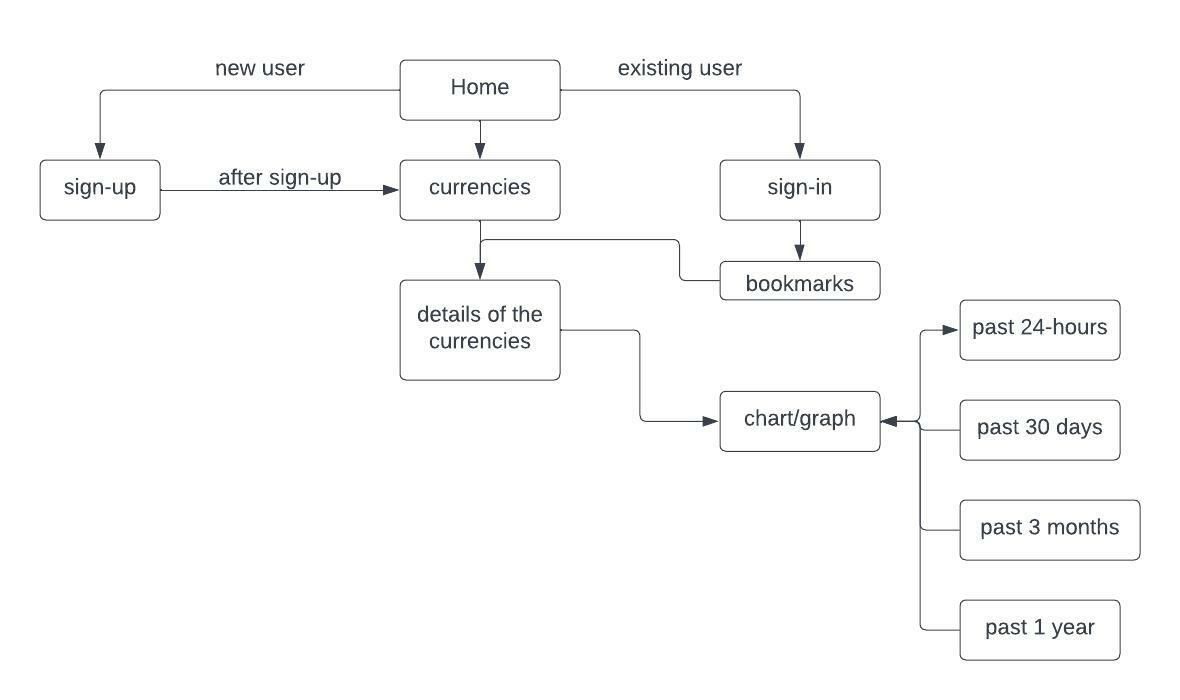 new user
Home
existing user
sign-up
after sign-up
currencies
sign-in
bookmarks
details of the
currencies
past 24-hours
chart/graph
past 30 days
past 3 months
past 1 year